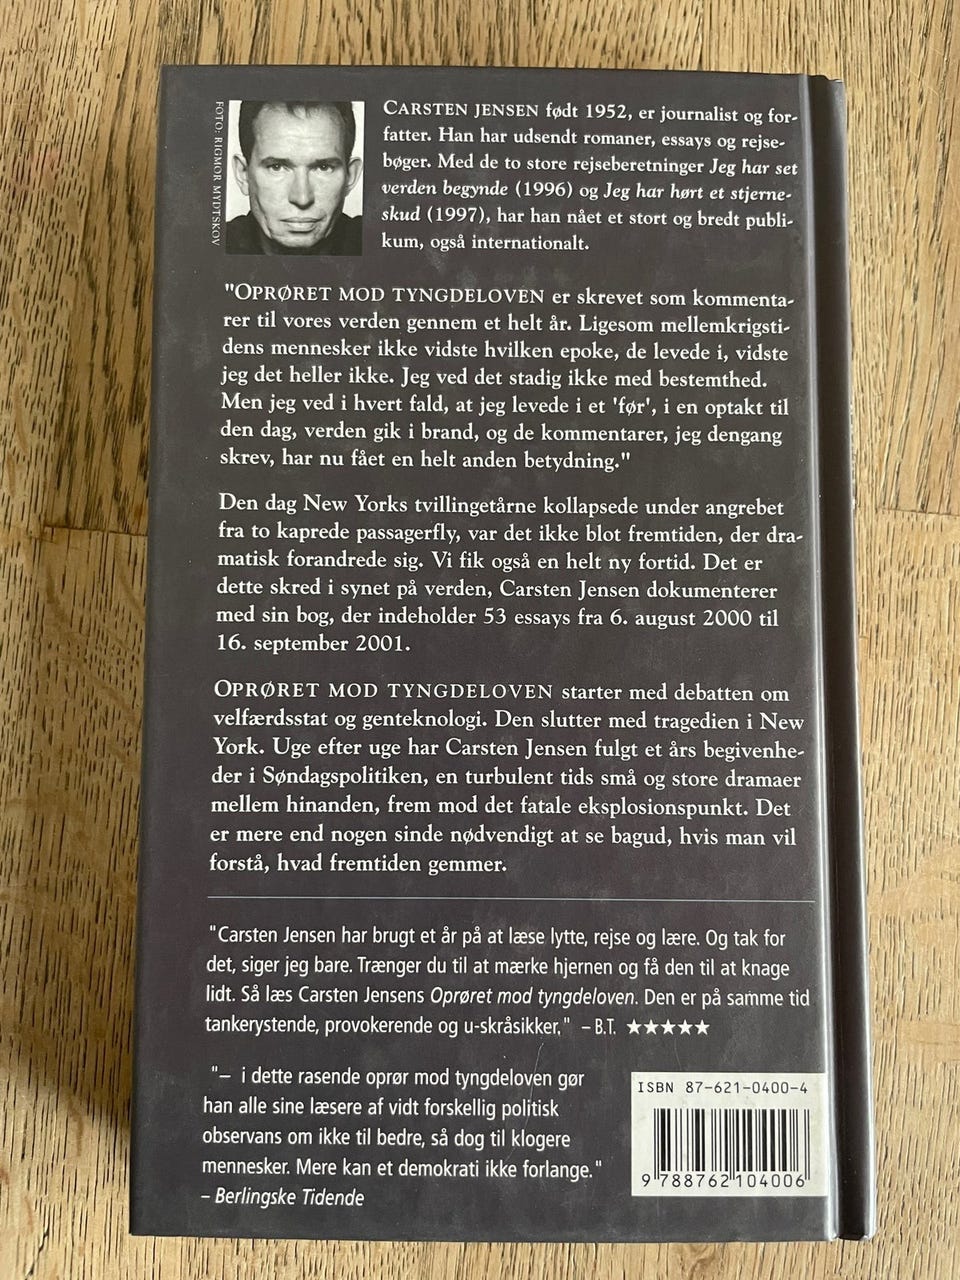 FOTO: RIGMOR MYDTSKOV
CARSTEN JENSEN født 1952, er journalist og for-
fatter. Han har udsendt romaner, essays og rejse-
bøger. Med de to store rejseberetninger Jeg har set
verden begynde (1996) og Jeg har hørt et stjerne-
skud (1997), har han nået et stort og bredt publi-
kum, også internationalt.
"OPRØRET MOD TYNGDELOVEN er skrevet som kommenta-
rer til vores verden gennem et helt år. Ligesom mellemkrigsti-
dens mennesker ikke vidste hvilken epoke, de levede i, vidste
jeg det heller ikke. Jeg ved det stadig ikke med bestemthed.
Men jeg ved i hvert fald, at jeg levede i et 'før', i en optakt til
den dag, verden gik i brand, og de kommentarer, jeg dengang
skrev, har nu fået en helt anden betydning."
Den dag New Yorks tvillingetårne kollapsede under angrebet
fra to kaprede passagerfly, var det ikke blot fremtiden, der dra-
matisk forandrede sig. Vi fik også en helt ny fortid. Det er
dette skred i synet på verden, Carsten Jensen dokumenterer
med sin bog, der indeholder 53 essays fra 6. august 2000 til
16. september 2001.
OPRØRET MOD TYNGDELOVEN starter med debatten om
velfærdsstat og genteknologi. Den slutter med tragedien i New
York. Uge efter uge har Carsten Jensen fulgt et års begivenhe-
der i Søndagspolitiken, en turbulent tids små og store dramaer
mellem hinanden, frem mod det fatale eksplosionspunkt. Det
er mere end nogen sinde nødvendigt at se bagud, hvis man vil
forstå, hvad fremtiden gemmer.
"Carsten Jensen har brugt et år på at læse lytte, rejse og lære. Og tak for
det, siger jeg bare. Trænger du til at mærke hjernen og få den til at knage
lidt. Så læs Carsten Jensens Oprøret mod tyngdeloven. Den er på samme tid
tankerystende, provokerende og u-skråsikker," – B.T. ★★★★★
"– i dette rasende oprør mod tyngdeloven gør
han alle sine læsere af vidt forskellig politisk
observans om ikke til bedre, så dog til klogere
mennesker. Mere kan et demokrati ikke forlange."
– Berlingske Tidende
ISBN 87-621-0400-4
9 788762 104006